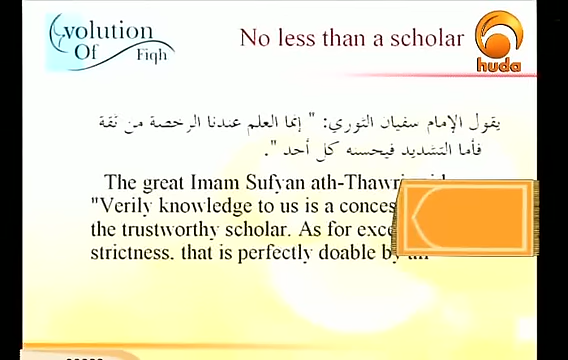 Evolution
Of Fiqh
No less than a scholar
huda
يقول الإمام سفيان الثوري: " إنما العلم عندنا الرخصة من ثقة
فأما التشديد فيحسنه كل أحد ".
The great Imam Sufyan ath-Thawri
"Verily knowledge to us is a
the trustworthy scholar. As for
strictness, that is perfectly doable by